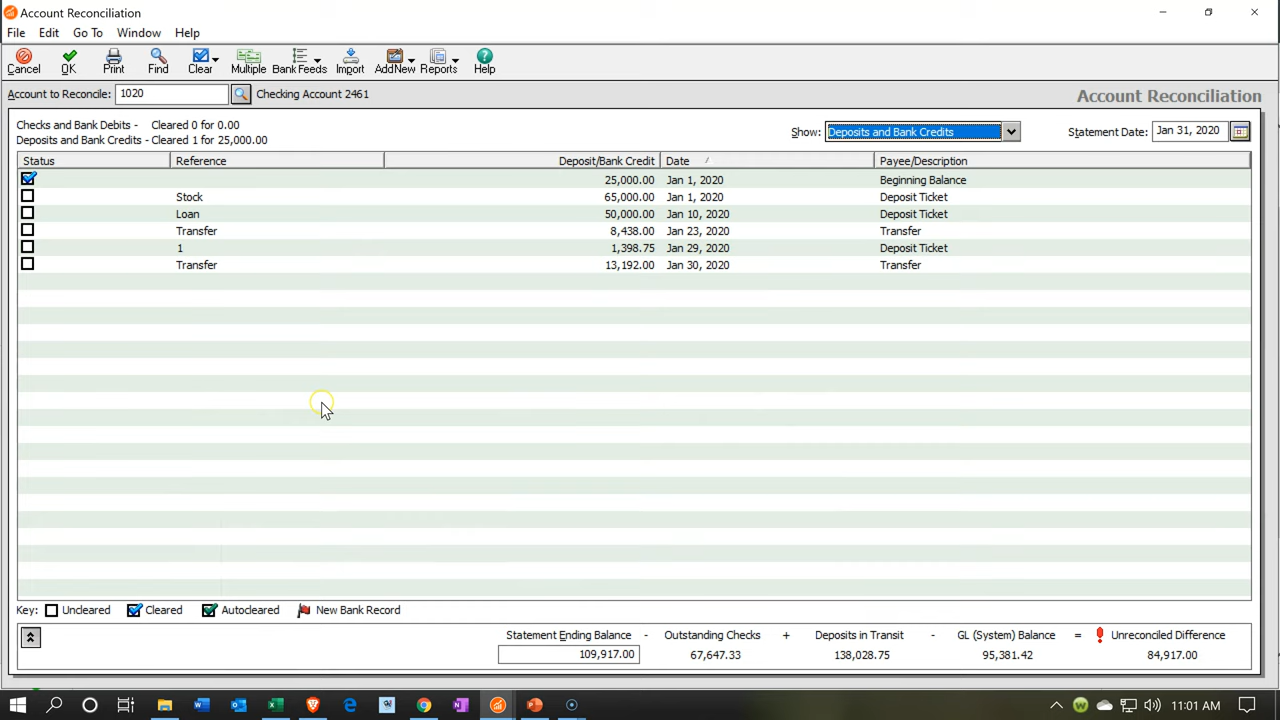 Account Reconciliation
File Edit Go To Window Help
Cancel OK Print Find Clear Multiple Bank Feeds Import AddNew Reports Help
Account to Reconcile: 1020 Checking Account 2461
Account Reconciliation
Checks and Bank Debits - Cleared 0 for 0.00
Deposits and Bank Credits - Cleared 1 for 25,000.00
Show: Deposits and Bank Credits Statement Date: Jan 31, 2020
Status Reference Deposit/Bank Credit Date Payee/Description
25,000.00 Jan 1, 2020 Beginning Balance
Stock 65,000.00 Jan 1, 2020 Deposit Ticket
Loan 50,000.00 Jan 10, 2020 Deposit Ticket
Transfer 8,438.00 Jan 23, 2020 Transfer
1 1,398.75 Jan 29, 2020 Deposit Ticket
Transfer 13,192.00 Jan 30, 2020 Transfer
Key: Uncleared Cleared Autocleared New Bank Record
Statement Ending Balance - Outstanding Checks + Deposits in Transit - GL (System) Balance = Unreconciled Difference
109,917.00 67,647.33 138,028.75 95,381.42 84,917.00
11:01 AM